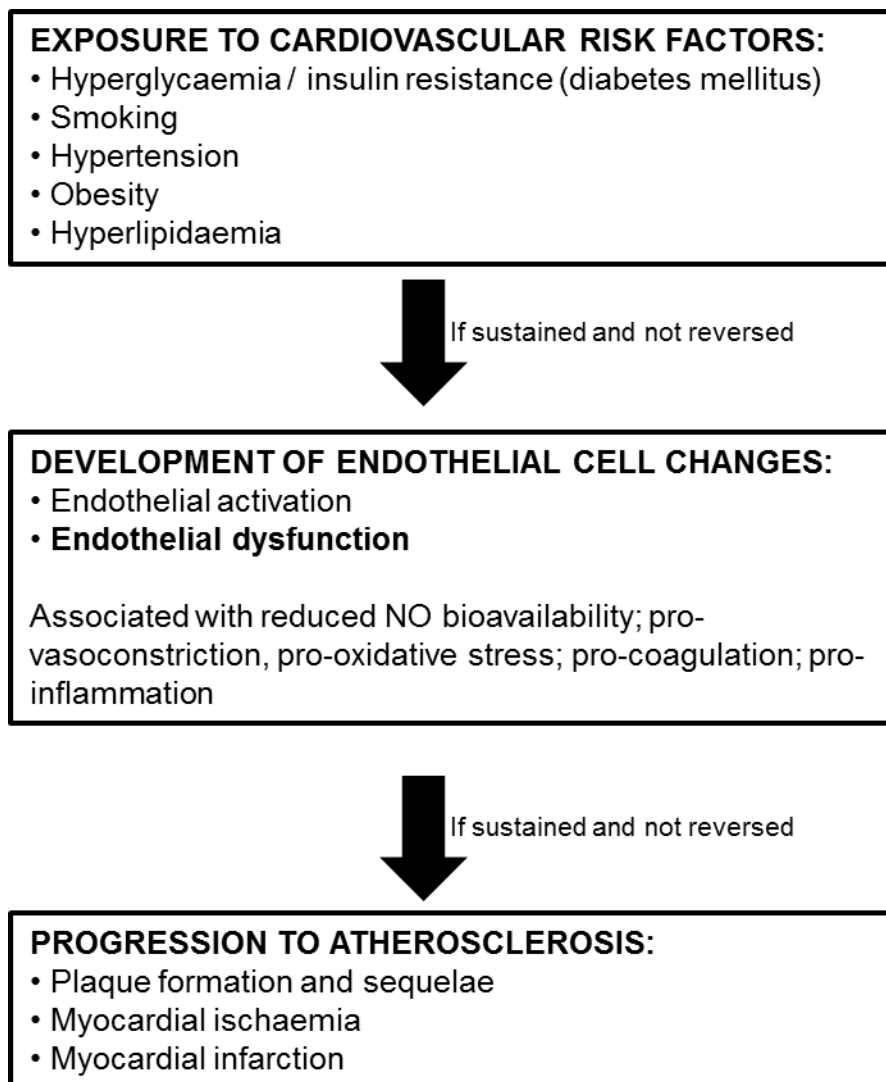 EXPOSURE TO CARDIOVASCULAR RISK FACTORS:
• Hyperglycaemia / insulin resistance (diabetes mellitus)
• Smoking
• Hypertension
• Obesity
• Hyperlipidaemia
If sustained and not reversed
DEVELOPMENT OF ENDOTHELIAL CELL CHANGES:
• Endothelial activation
• Endothelial dysfunction
Associated with reduced NO bioavailability; pro-
vasoconstriction, pro-oxidative stress; pro-coagulation; pro-
inflammation
If sustained and not reversed
PROGRESSION TO ATHEROSCLEROSIS:
• Plaque formation and sequelae
• Myocardial ischaemia
• Myocardial infarction